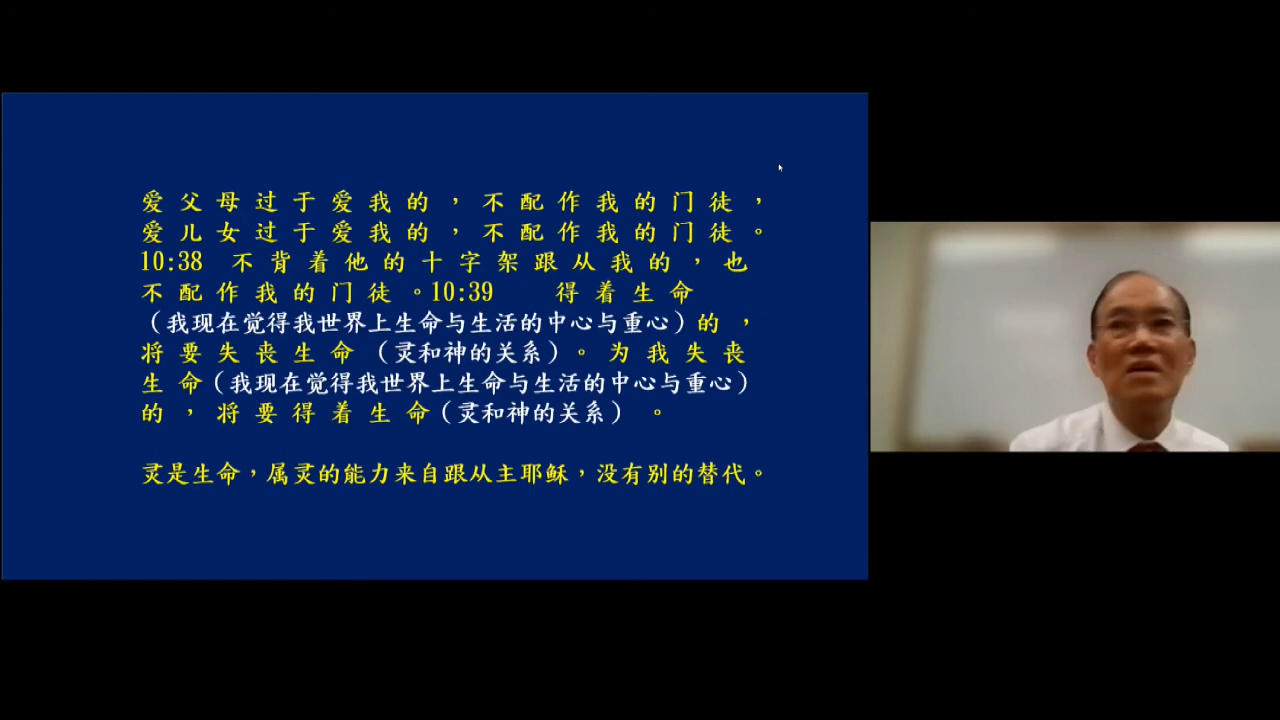 爱父母过于爱我的，不配作我的门徒，
爱儿女过于爱我的，不配作我的门徒。
10:38 不背着他的十字架跟从我的，也
不配作我的门徒。10:39 得着生命
（我现在觉得我世界上生命与生活的中心与重心）的，
将要失丧生命（灵和神的关系）。为我失丧
生命（我现在觉得我世界上生命与生活的中心与重心）
的，将要得着生命（灵和神的关系）。
灵是生命，属灵的能力来自跟从主耶稣，没有别的替代。